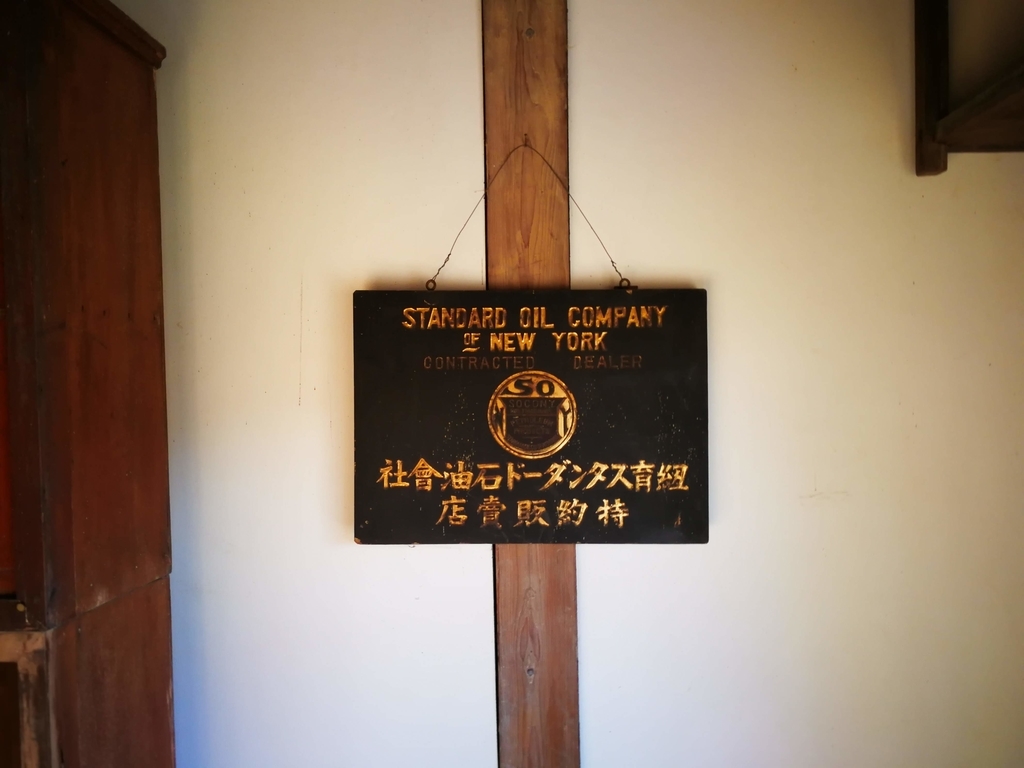 STANDARD OIL COMPANY
OF NEW YORK
CONTRACTED DEALER
SO
SOCONY
紐育スタンダード石油會社
特約販賣店